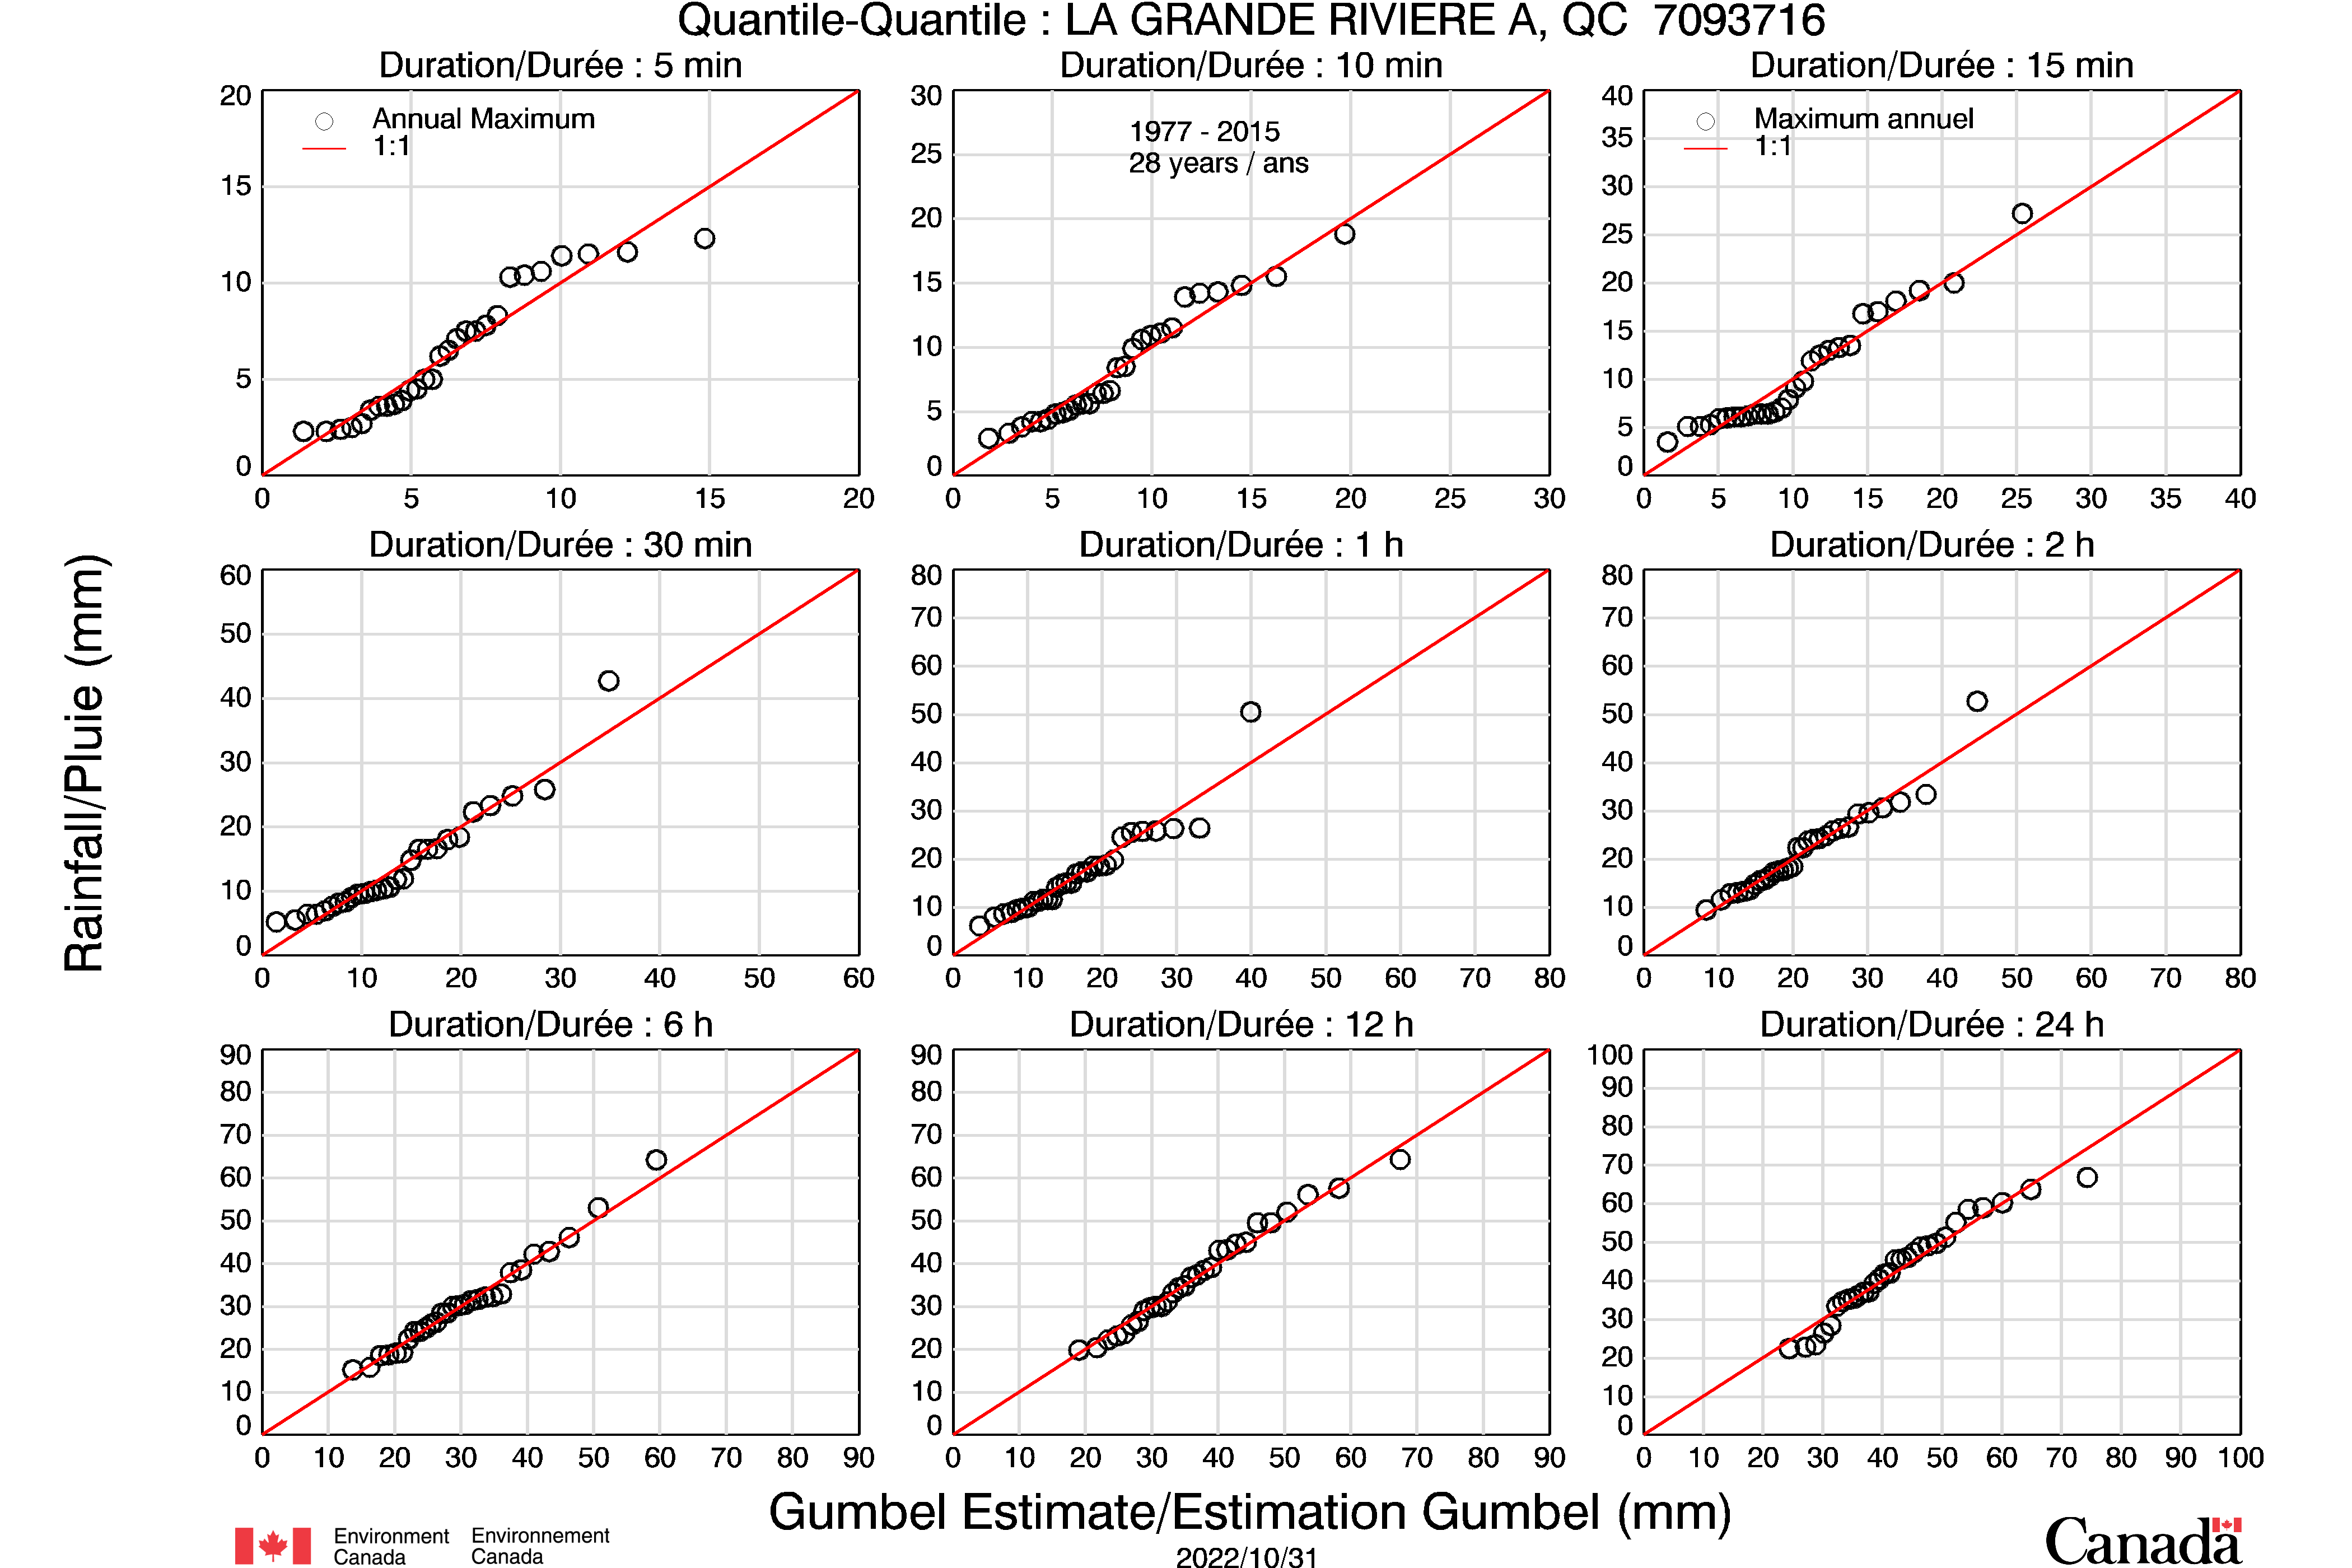 Quantile-Quantile : LA GRANDE RIVIERE A, QC  7093716
Duration/Durée : 5 min
20
15
10
5
0
0 5 10 15 20
Annual Maximum
1:1
Duration/Durée : 10 min
30
25
20
15
10
5
0
0 5 10 15 20 25 30
1977 - 2015
28 years / ans
Duration/Durée : 15 min
40
35
30
25
20
15
10
5
0
0 5 10 15 20 25 30 35 40
Maximum annuel
1:1
Rainfall/Pluie (mm)
Duration/Durée : 30 min
60
50
40
30
20
10
0
0 10 20 30 40 50 60
Duration/Durée : 1 h
80
70
60
50
40
30
20
10
0
0 10 20 30 40 50 60 70 80
Duration/Durée : 2 h
80
70
60
50
40
30
20
10
0
0 10 20 30 40 50 60 70 80
Duration/Durée : 6 h
90
80
70
60
50
40
30
20
10
0
0 10 20 30 40 50 60 70 80 90
Duration/Durée : 12 h
90
80
70
60
50
40
30
20
10
0
0 10 20 30 40 50 60 70 80 90
Duration/Durée : 24 h
100
90
80
70
60
50
40
30
20
10
0
0 10 20 30 40 50 60 70 80 90 100
Gumbel Estimate/Estimation Gumbel (mm)
2022/10/31
Environment
Canada
Environnement
Canada
Canada